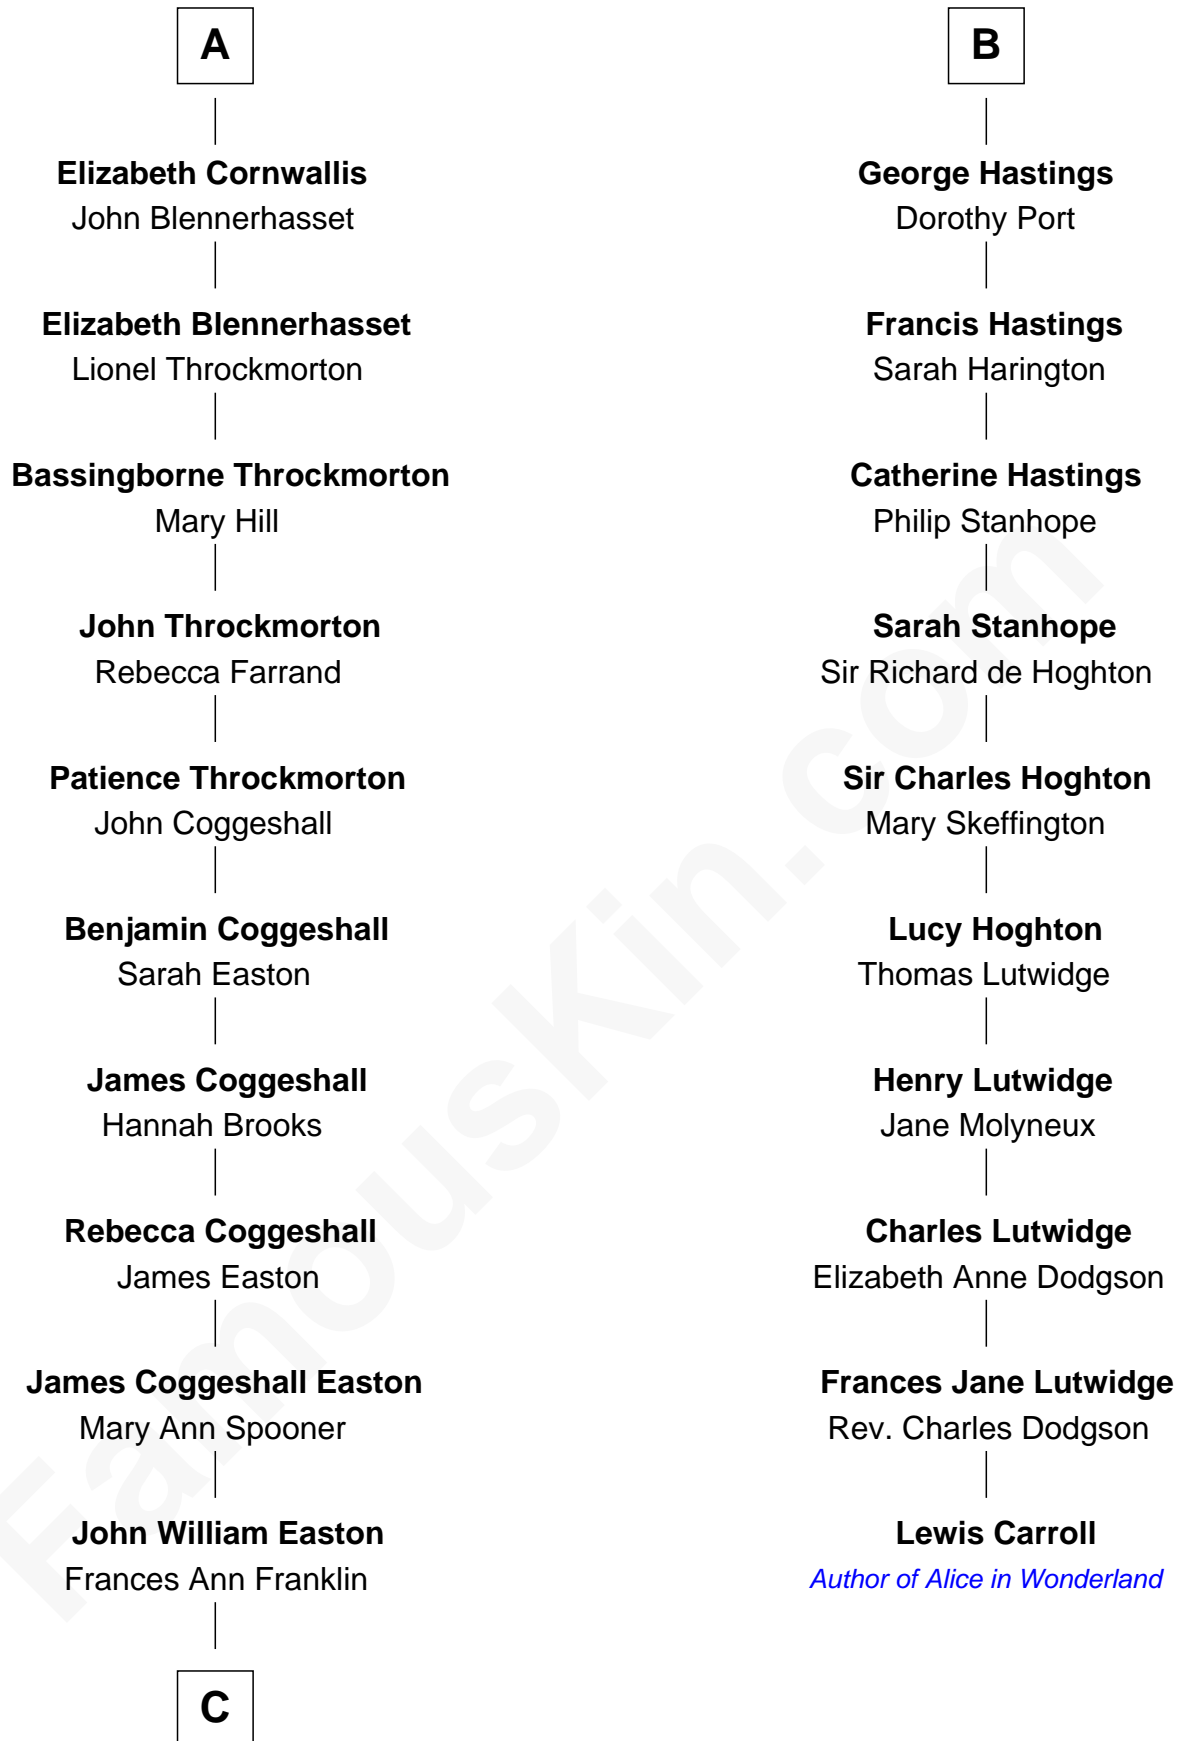 A
Elizabeth Cornwallis
John Blennerhasset
Elizabeth Blennerhasset
Lionel Throckmorton
Bassingborne Throckmorton
Mary Hill
John Throckmorton
Rebecca Farrand
Patience Throckmorton
John Coggeshall
Benjamin Coggeshall
Sarah Easton
James Coggeshall
Hannah Brooks
Rebecca Coggeshall
James Easton
James Coggeshall Easton
Mary Ann Spooner
John William Easton
Frances Ann Franklin
C
B
George Hastings
Dorothy Port
Francis Hastings
Sarah Harington
Catherine Hastings
Philip Stanhope
Sarah Stanhope
Sir Richard de Hoghton
Sir Charles Hoghton
Mary Skeffington
Lucy Hoghton
Thomas Lutwidge
Henry Lutwidge
Jane Molyneux
Charles Lutwidge
Elizabeth Anne Dodgson
Frances Jane Lutwidge
Rev. Charles Dodgson
Lewis Carroll
Author of Alice in Wonderland
FamousKin.com